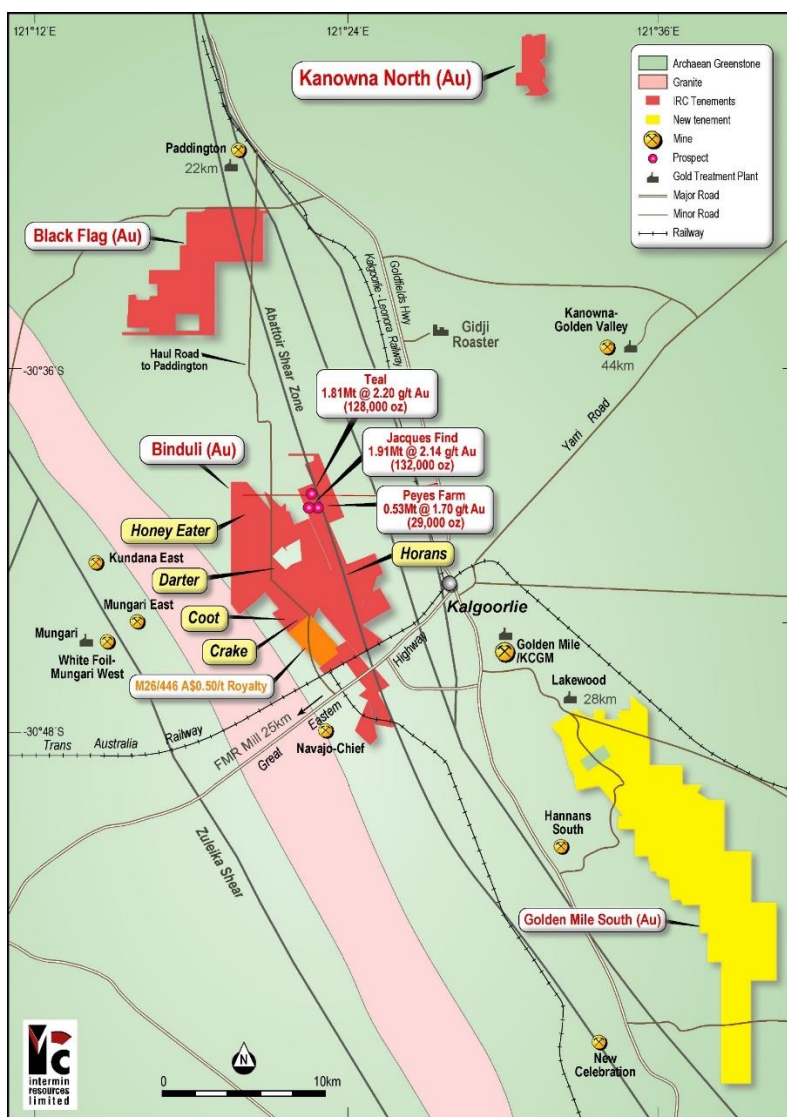 121°12'E
121°24'E
121°36'E
Kanowna North (Au)
Archaean Greenstone
Granite
IRC Tenements
New tenement
Mine
Prospect
Gold Treatment Plant
Major Road
Minor Road
Railway
Paddington
22km
Black Flag (Au)
Haul Road
to Paddington
Abattoir Shear Zone
Kalgoorlie - Leonora Railway
Goldfields Hwy
Gidji
Roaster
Kanowna-
Golden Valley
44km
Yarri Road
-30°36'S
Teal
1.81Mt @ 2.20 g/t Au
(128,000 oz)
Jacques Find
1.91Mt @ 2.14 g/t Au
(132,000 oz)
Peyes Farm
0.53Mt @ 1.70 g/t Au
(29,000 oz)
Binduli (Au)
Honey Eater
Darter
Horans
Kundana East
Mungari East
Coot
Crake
Mungari
White Foil-
Mungari West
M26/446 A$0.50/t Royalty
Kalgoorlie
Golden Mile
/KCGM
Lakewood
28km
-30°48'S
Trans Australia Railway
Great Eastern Highway
FMR Mill 25km
Navajo-Chief
Zuleika Shear
Hannans
South
Golden Mile South (Au)
New
Celebration
intermin
resources
limited
N
0
10km